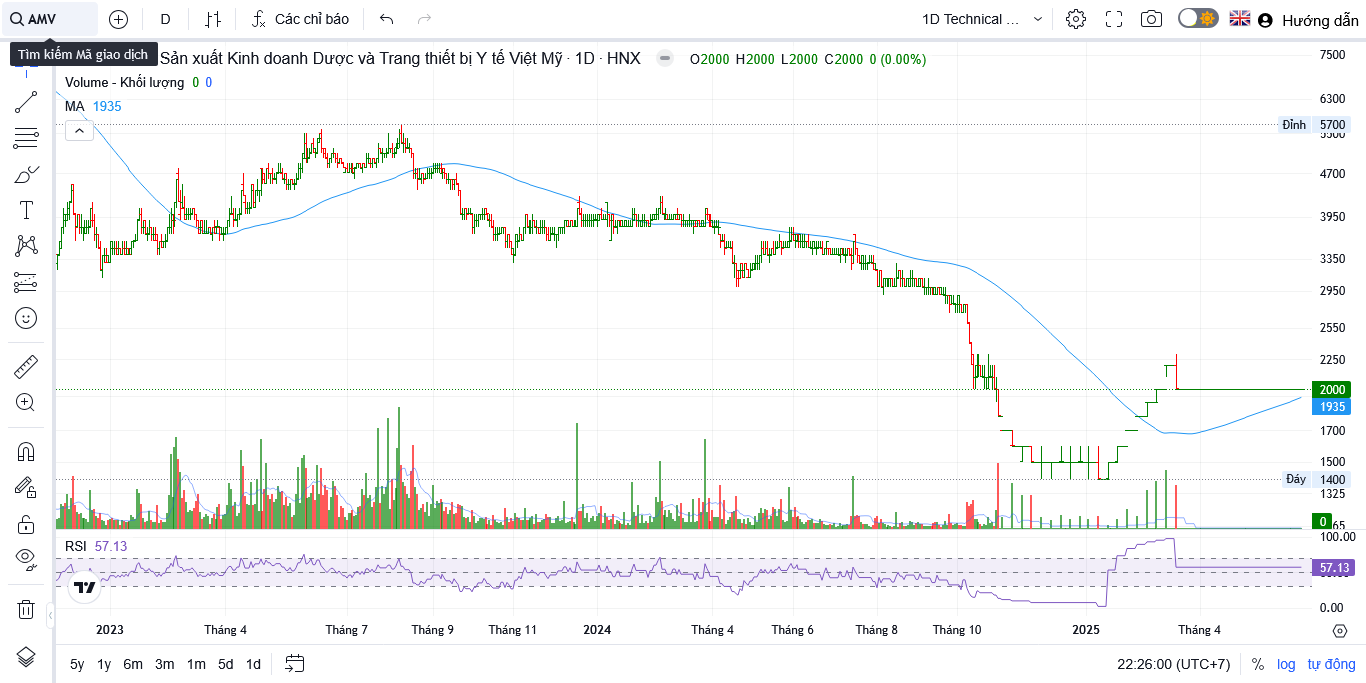 AMV
D
Các chỉ báo
1D Technical ...
Hướng dẫn
Tìm kiếm Mã giao dịch
Sản xuất Kinh doanh Dược và Trang thiết bị Y tế Việt Mỹ · 1D · HNX
O2000 H2000 L2000 C2000 0 (0.00%)
Volume - Khối lượng 0 0
MA 1935
7500
6300
Đỉnh 5700
5500
4700
3950
3350
2950
2550
2250
2000
1935
1700
1500
Đáy 1400
1325
0
65
RSI 57.13
100.00
57.13
0.00
2023 Tháng 4 Tháng 7 Tháng 9 Tháng 11 2024 Tháng 4 Tháng 6 Tháng 8 Tháng 10 2025 Tháng 4
5y 1y 6m 3m 1m 5d 1d
22:26:00 (UTC+7) % log tự động